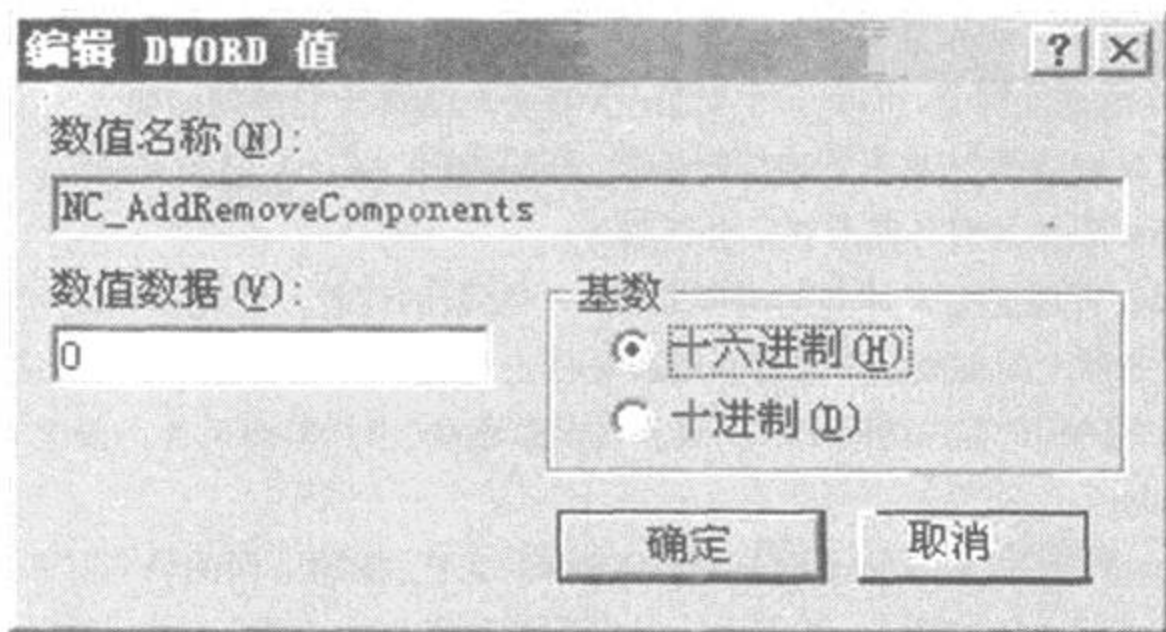 编辑 DWORD 值
数值名称(N):
NC_AddRemoveComponents
数值数据(V):
0
基数
十六进制(H)
十进制(D)
确定
取消